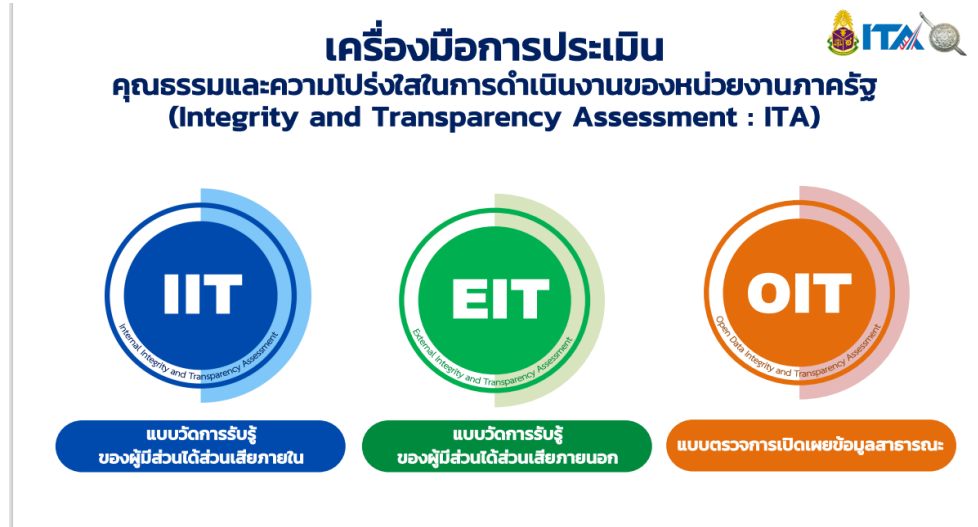 เครื่องมือการประเมิน
คุณธรรมและความโปร่งใสในการดำเนินงานของหน่วยงานภาครัฐ
(Integrity and Transparency Assessment : ITA)
ITA
IIT
Internal Integrity and Transparency Assessment
EIT
External Integrity and Transparency Assessment
OIT
Open Data Integrity and Transparency Assessment
แบบวัดการรับรู้
ของผู้มีส่วนได้ส่วนเสียภายใน
แบบวัดการรับรู้
ของผู้มีส่วนได้ส่วนเสียภายนอก
แบบตรวจการเปิดเผยข้อมูลสาธารณะ